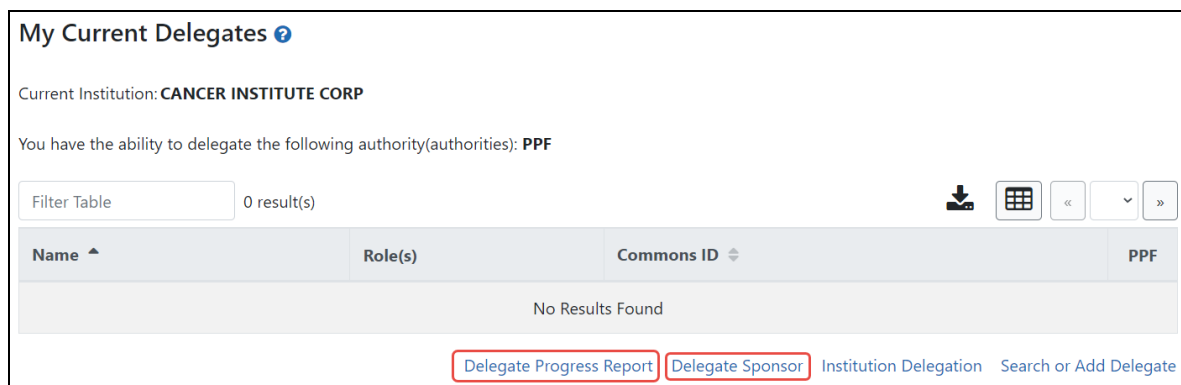 My Current Delegates ?
Current Institution: CANCER INSTITUTE CORP
You have the ability to delegate the following authority(authorities): PPF
Filter Table 0 result(s) « »
Name Role(s) Commons ID PPF
No Results Found
Delegate Progress Report Delegate Sponsor Institution Delegation Search or Add Delegate